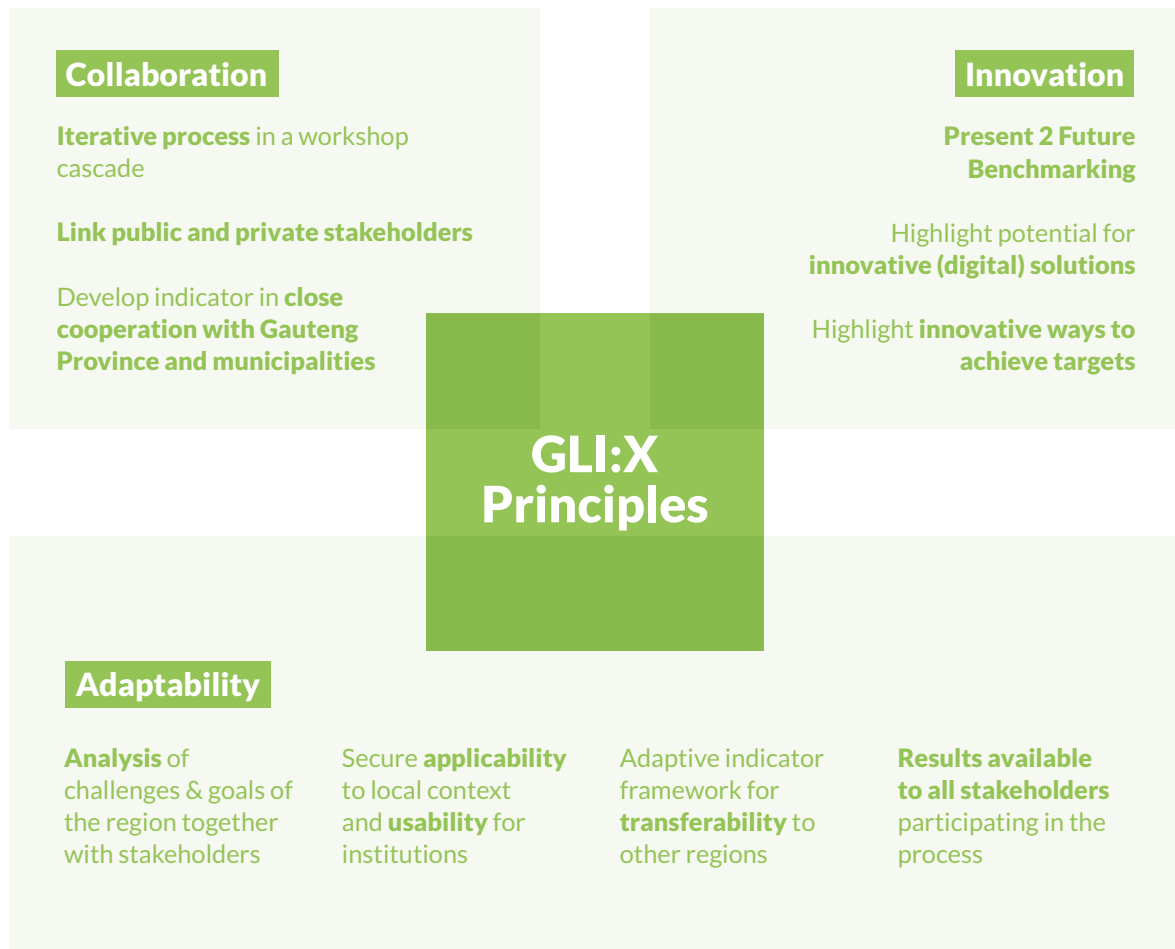 Collaboration
Iterative process in a workshop
cascade
Link public and private stakeholders
Develop indicator in close
cooperation with Gauteng
Province and municipalities
Innovation
Present 2 Future
Benchmarking
Highlight potential for
innovative (digital) solutions
Highlight innovative ways to
achieve targets
GLI:X
Principles
Adaptability
Analysis of
challenges & goals of
the region together
with stakeholders
Secure applicability
to local context
and usability for
institutions
Adaptive indicator
framework for
transferability to
other regions
Results available
to all stakeholders
participating in the
process